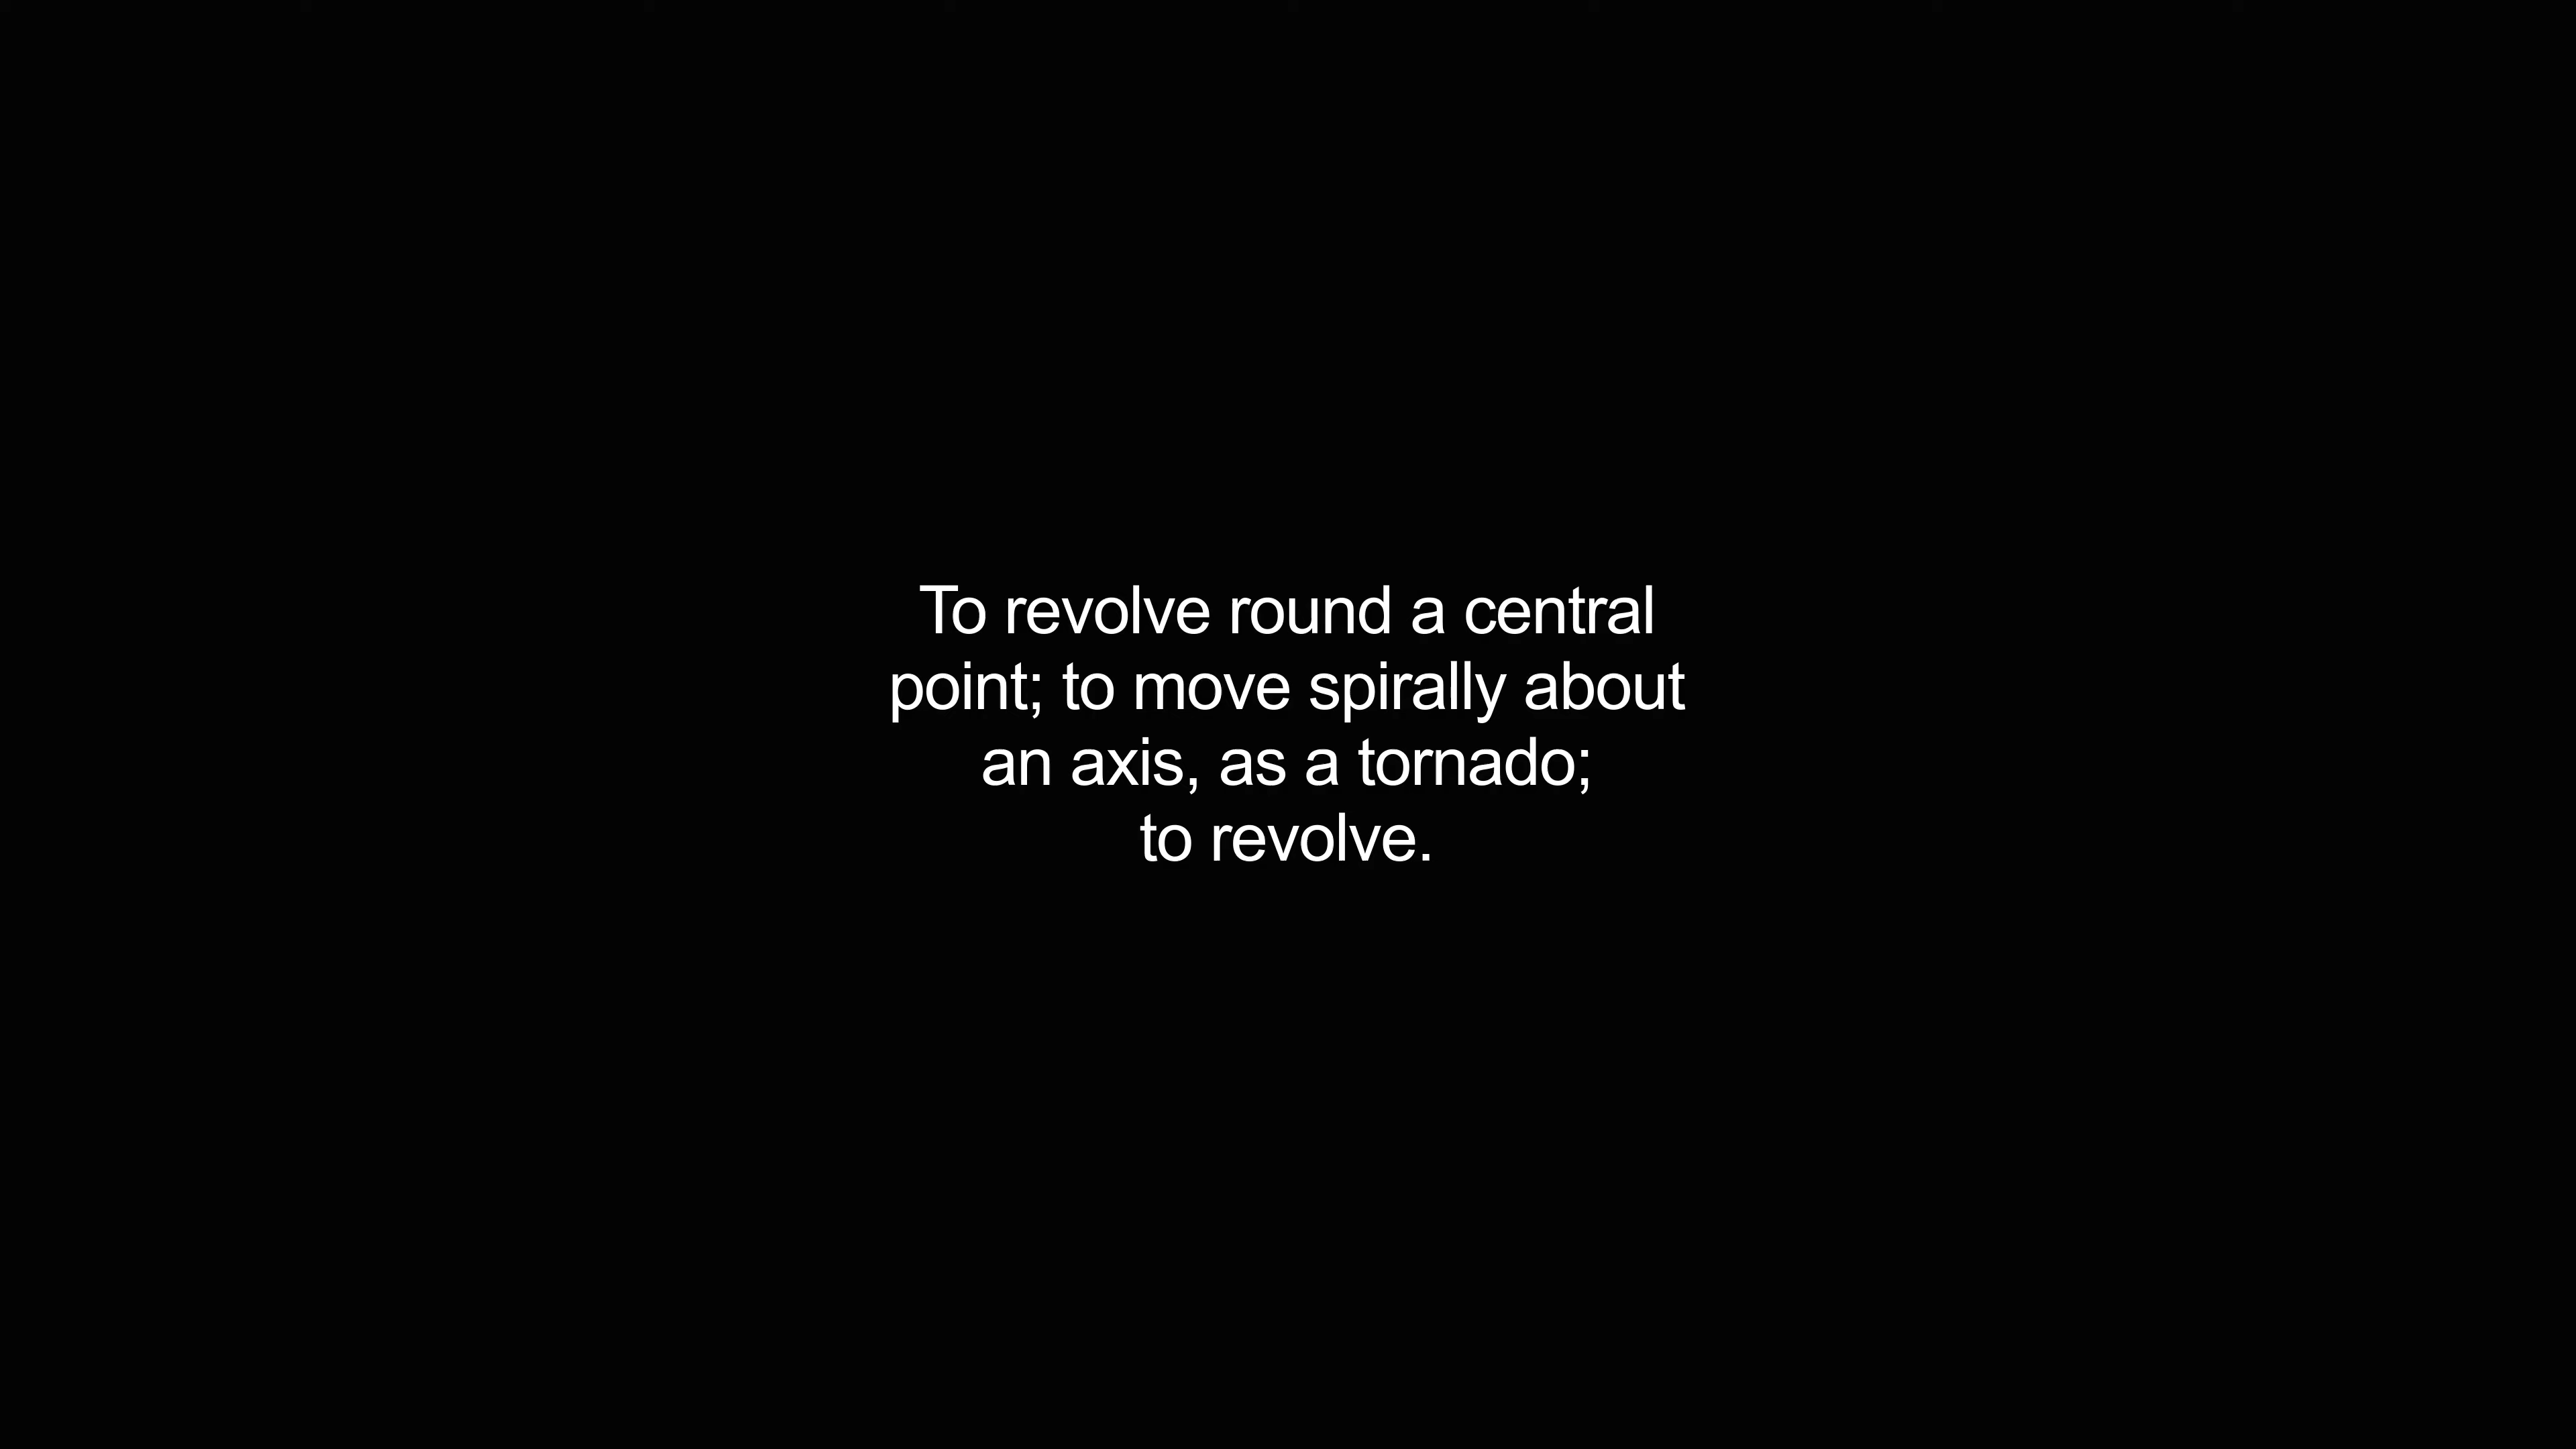 To revolve round a central
point; to move spirally about
an axis, as a tornado;
to revolve.